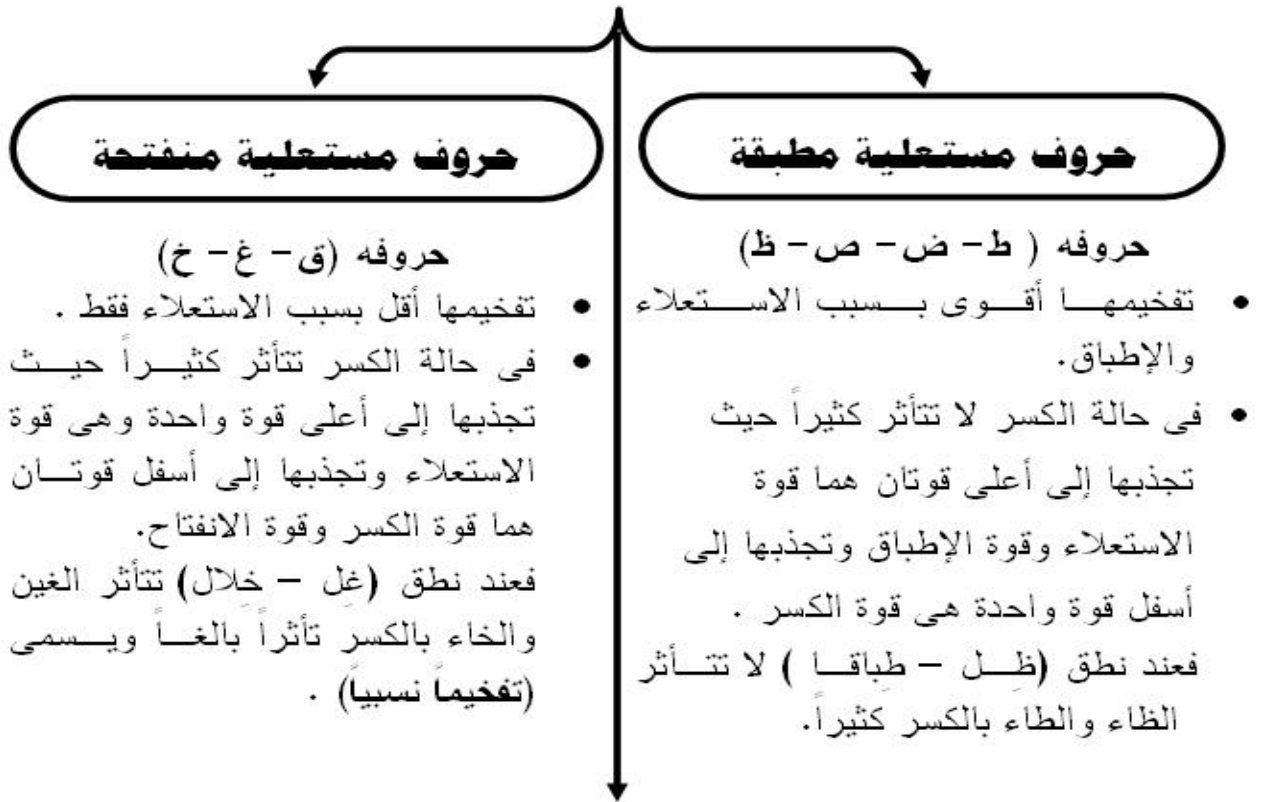 حروف مستعلية مطبقة
حروفه ( ط - ض - ص - ظ)
• تفخيمها أقوى بسبب الاستعلاء
والإطباق.
• فى حالة الكسر لا تتأثر كثيراً حيث
تجذبها إلى أعلى قوتان هما قوة
الاستعلاء وقوة الإطباق وتجذبها إلى
أسفل قوة واحدة هى قوة الكسر .
فعند نطق (ظِل – طِباقا ) لا تتأثر
الظاء والطاء بالكسر كثيراً.
حروف مستعلية منفتحة
حروفه (ق - غ - خ)
• تفخيمها أقل بسبب الاستعلاء فقط .
• فى حالة الكسر تتأثر كثيراً حيث
تجذبها إلى أعلى قوة واحدة وهى قوة
الاستعلاء وتجذبها إلى أسفل قوتان
هما قوة الكسر وقوة الانفتاح.
فعند نطق (غِل – خِلال) تتأثر الغين
والخاء بالكسر تأثراً بالغاً ويسمى
(تفخيماً نسبياً) .